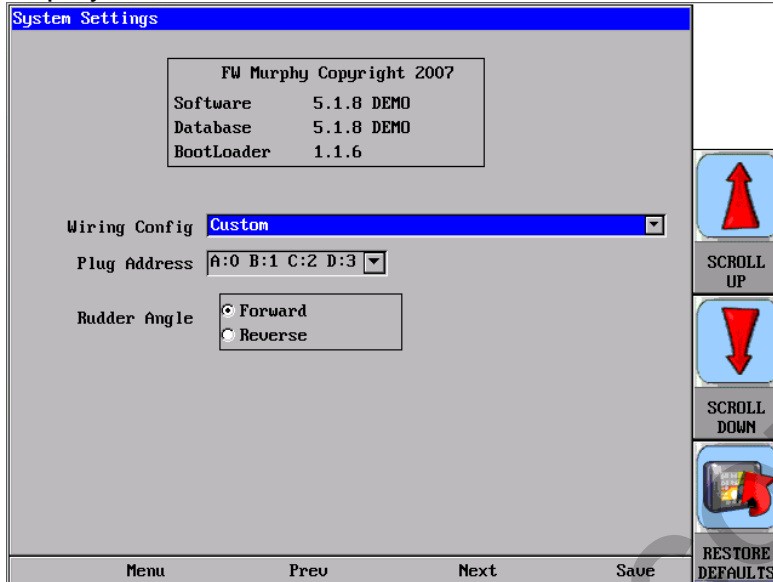 System Settings
FW Murphy Copyright 2007
Software 5.1.8 DEMO
Database 5.1.8 DEMO
BootLoader 1.1.6
Wiring Config Custom
Plug Address A:0 B:1 C:2 D:3
Rudder Angle
Forward
Reverse
SCROLL
UP
SCROLL
DOWN
RESTORE
DEFAULTS
Menu Prev Next Save